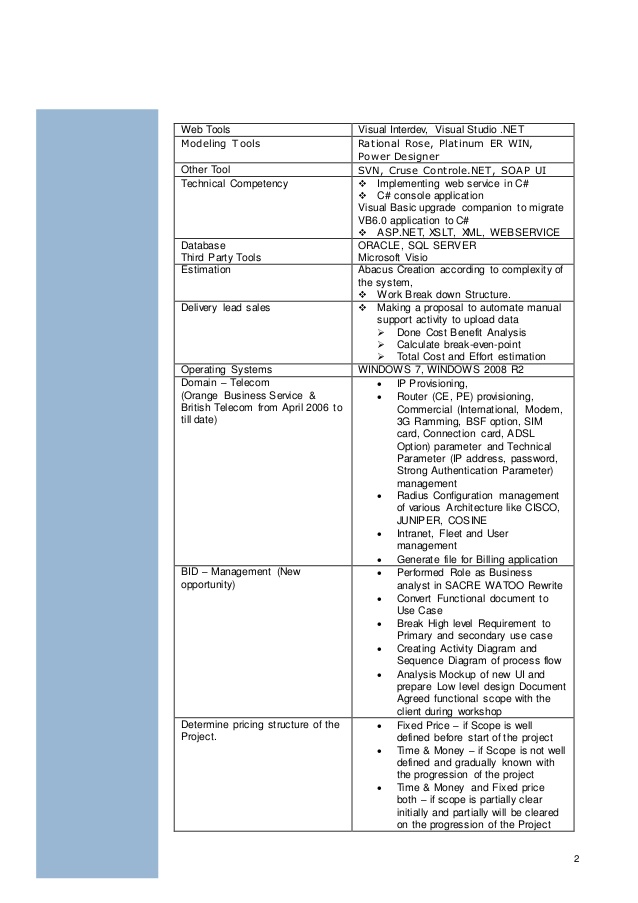 Web Tools
Visual Interdev, Visual Studio .NET
Modeling Tools
Rational Rose, Platinum ER WIN,
Power Designer
Other Tool
SVN, Cruse Controle.NET, SOAP UI
Technical Competency
❖ Implementing web service in C#
❖ C# console application
Visual Basic upgrade companion to migrate
VB6.0 application to C#
❖ ASP.NET, XSLT, XML, WEBSERVICE
Database
ORACLE, SQL SERVER
Third Party Tools
Microsoft Visio
Estimation
Abacus Creation according to complexity of
the system,
❖ Work Break down Structure.
Delivery lead sales
❖ Making a proposal to automate manual
support activity to upload data
➢ Done Cost Benefit Analysis
➢ Calculate break-even-point
➢ Total Cost and Effort estimation
Operating Systems
WINDOWS 7, WINDOWS 2008 R2
Domain – Telecom
(Orange Business Service &
British Telecom from April 2006 to
till date)
• IP Provisioning,
• Router (CE, PE) provisioning,
Commercial (International, Modem,
3G Ramming, BSF option, SIM
card, Connection card, ADSL
Option) parameter and Technical
Parameter (IP address, password,
Strong Authentication Parameter)
management
• Radius Configuration management
of various Architecture like CISCO,
JUNIPER, COSINE
• Intranet, Fleet and User
management
• Generate file for Billing application
BID – Management (New
opportunity)
• Performed Role as Business
analyst in SACRE WATOO Rewrite
• Convert Functional document to
Use Case
• Break High level Requirement to
Primary and secondary use case
• Creating Activity Diagram and
Sequence Diagram of process flow
• Analysis Mockup of new UI and
prepare Low level design Document
Agreed functional scope with the
client during workshop
Determine pricing structure of the
Project.
• Fixed Price – if Scope is well
defined before start of the project
• Time & Money – if Scope is not well
defined and gradually known with
the progression of the project
• Time & Money and Fixed price
both – if scope is partially clear
initially and partially will be cleared
on the progression of the Project
2